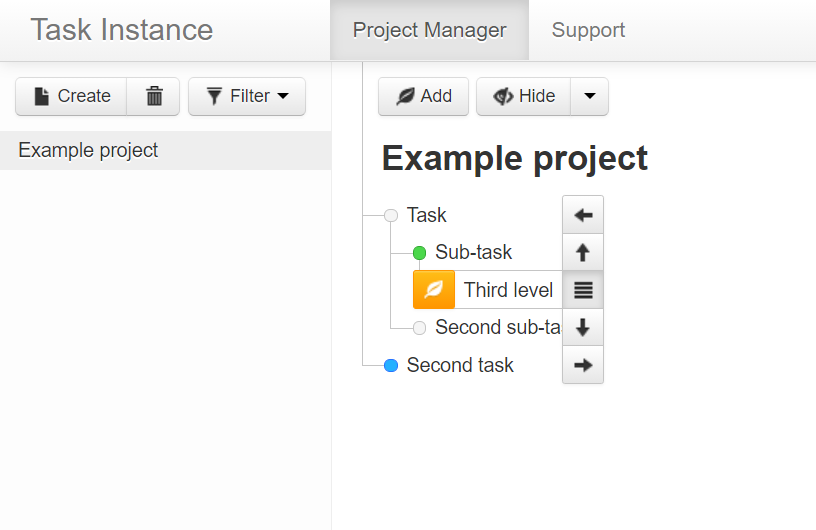 Task Instance
Project Manager
Support
Create
Filter
Add
Hide
Example project
Example project
Task
Sub-task
Third level
Second sub-ta
Second task